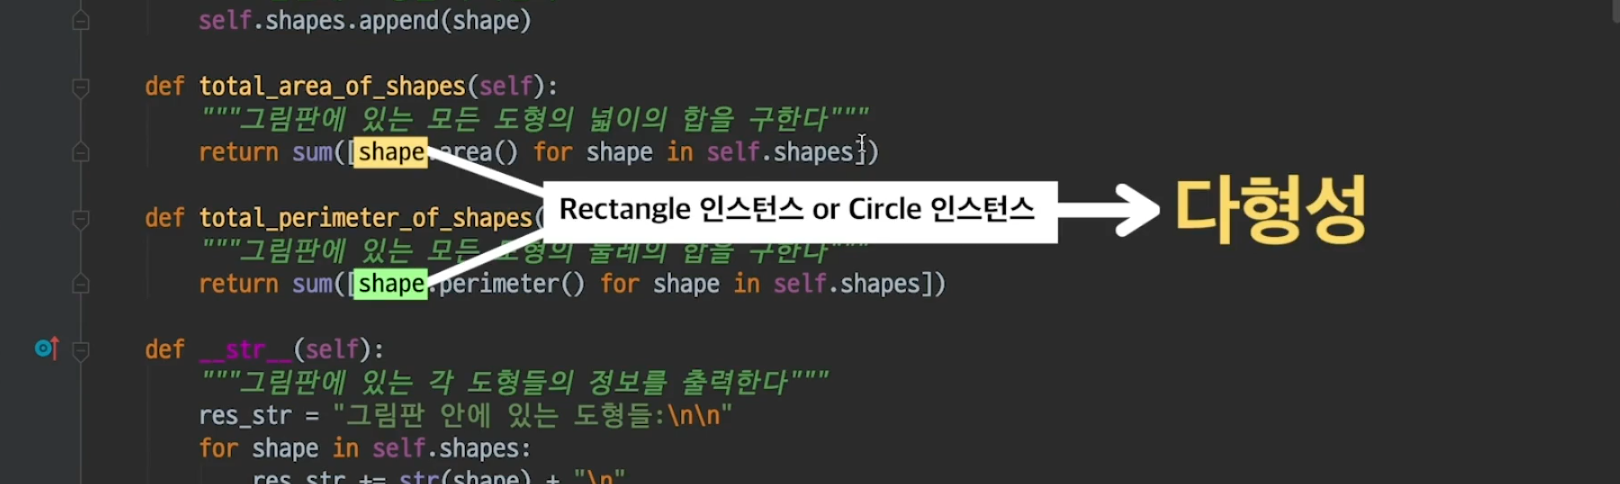 self.shapes.append(shape)
def total_area_of_shapes(self):
"""그림판에 있는 모든 도형의 넓이의 합을 구한다"""
return sum([shape.area() for shape in self.shapes])
def total_perimeter_of_shapes(
Rectangle 인스턴스 or Circle 인스턴스
다형성
"""그림판에 있는 모든 도형의 둘레의 합을 구한다"""
return sum([shape.perimeter() for shape in self.shapes])
def __str__(self):
"""그림판에 있는 각 도형들의 정보를 출력한다"""
res_str = "그림판 안에 있는 도형들:\n\n"
for shape in self.shapes:
res_str += str(shape) + "\n"